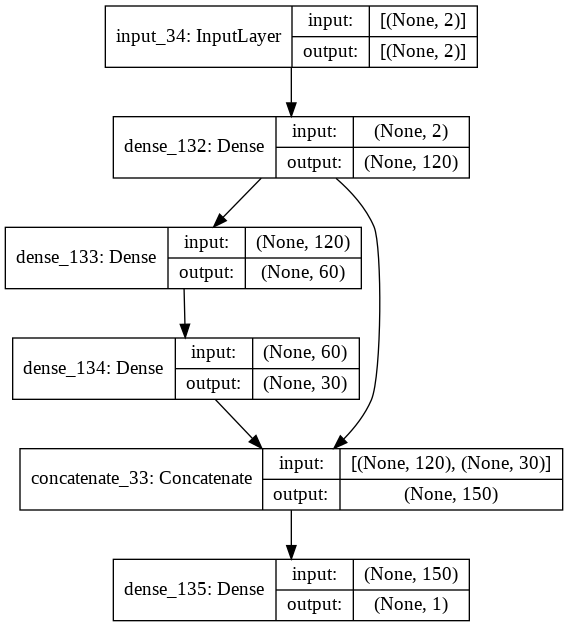 input_34: InputLayer
input:
[(None, 2)]
output:
[(None, 2)]
dense_132: Dense
input:
(None, 2)
output:
(None, 120)
dense_133: Dense
input:
(None, 120)
output:
(None, 60)
dense_134: Dense
input:
(None, 60)
output:
(None, 30)
concatenate_33: Concatenate
input:
[(None, 120), (None, 30)]
output:
(None, 150)
dense_135: Dense
input:
(None, 150)
output:
(None, 1)